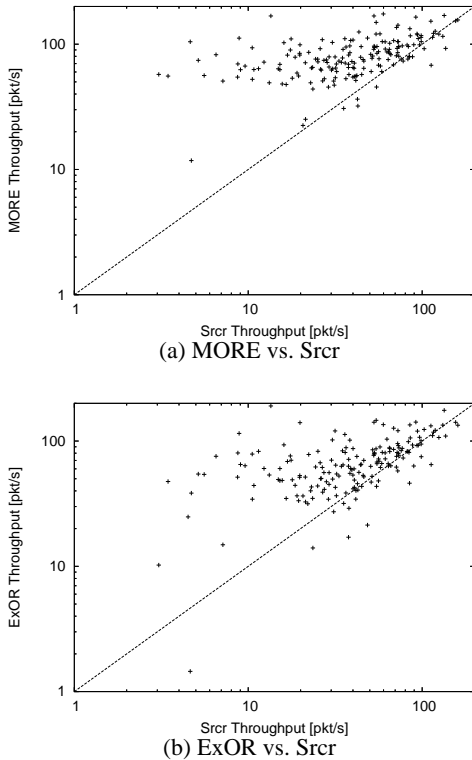 100
10
1
MORE Throughput [pkt/s]
1 10 100
Srcr Throughput [pkt/s]
(a) MORE vs. Srcr
100
10
1
ExOR Throughput [pkt/s]
1 10 100
Srcr Throughput [pkt/s]
(b) ExOR vs. Srcr